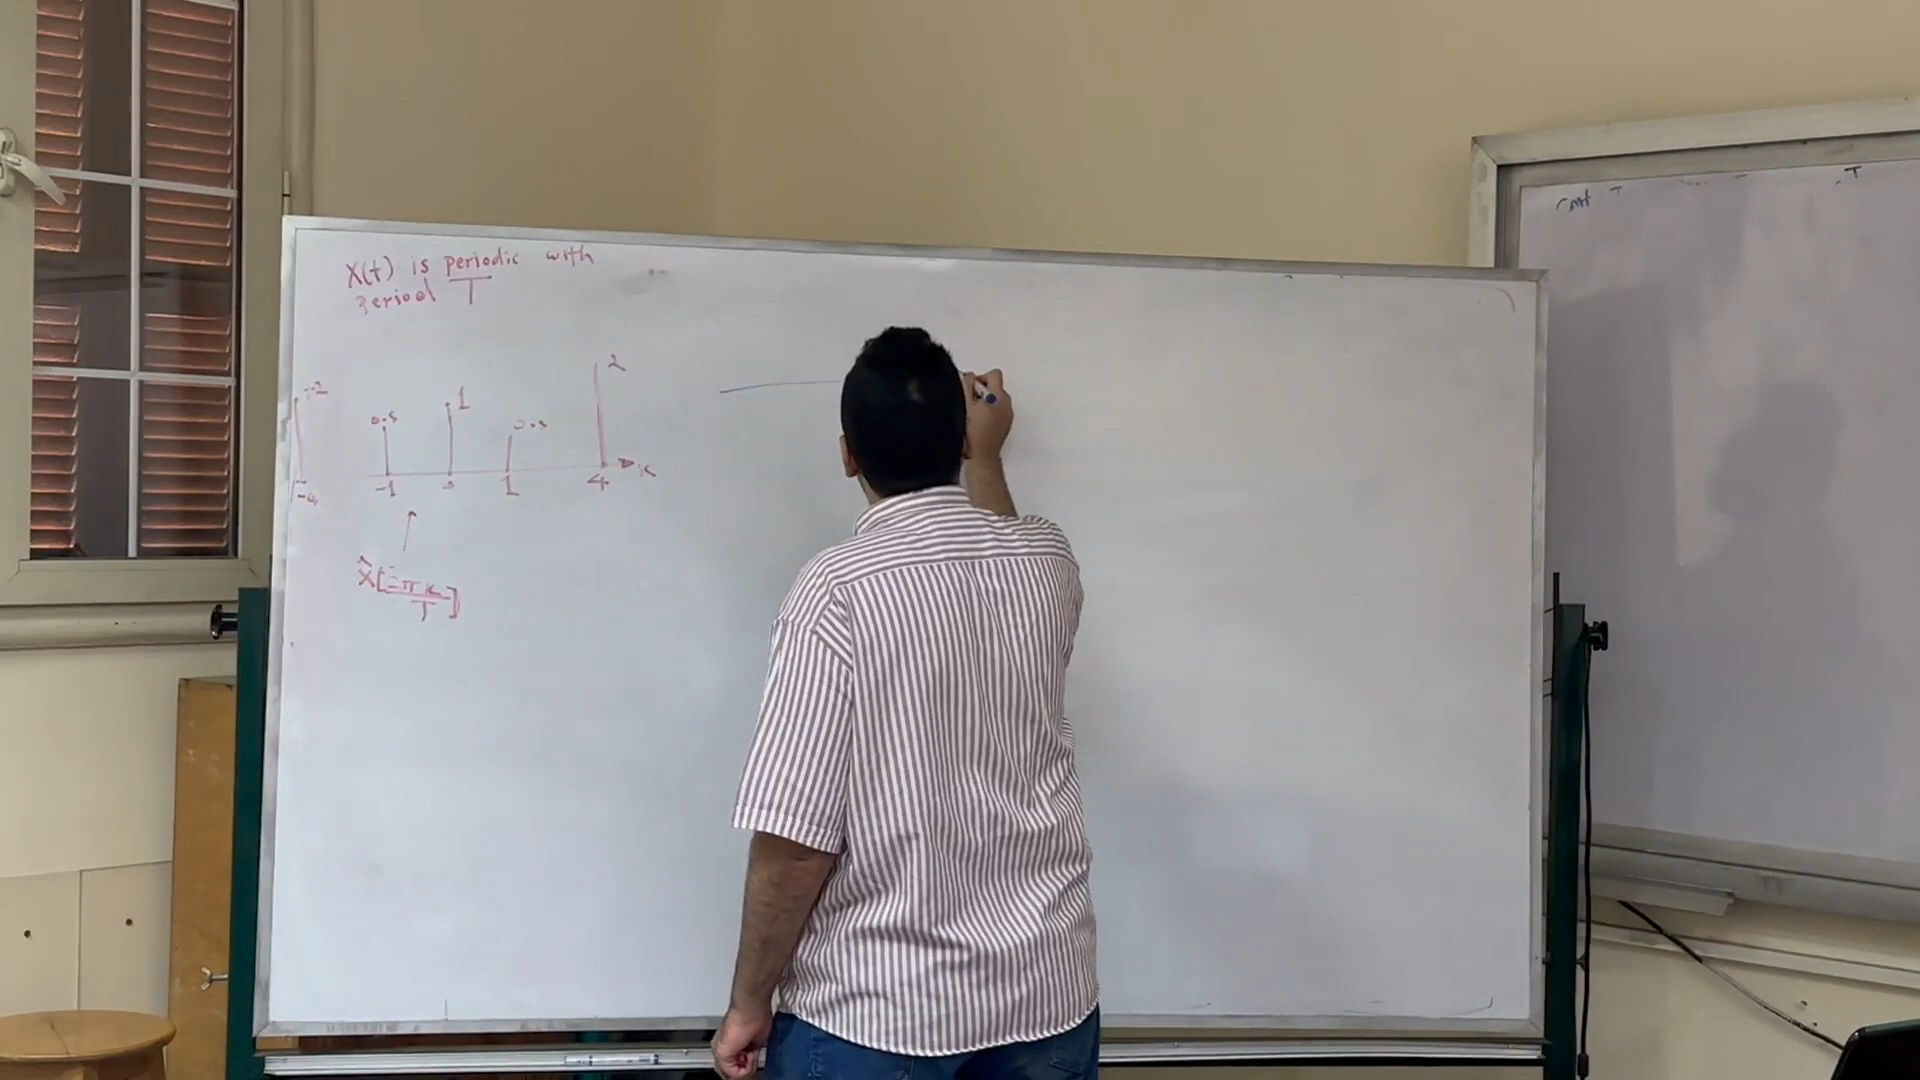 X(t) is periodic with
period T
+2
0.5
1
0.5
2
-4
-1
0
1
4
k
X̂[2πk/T]